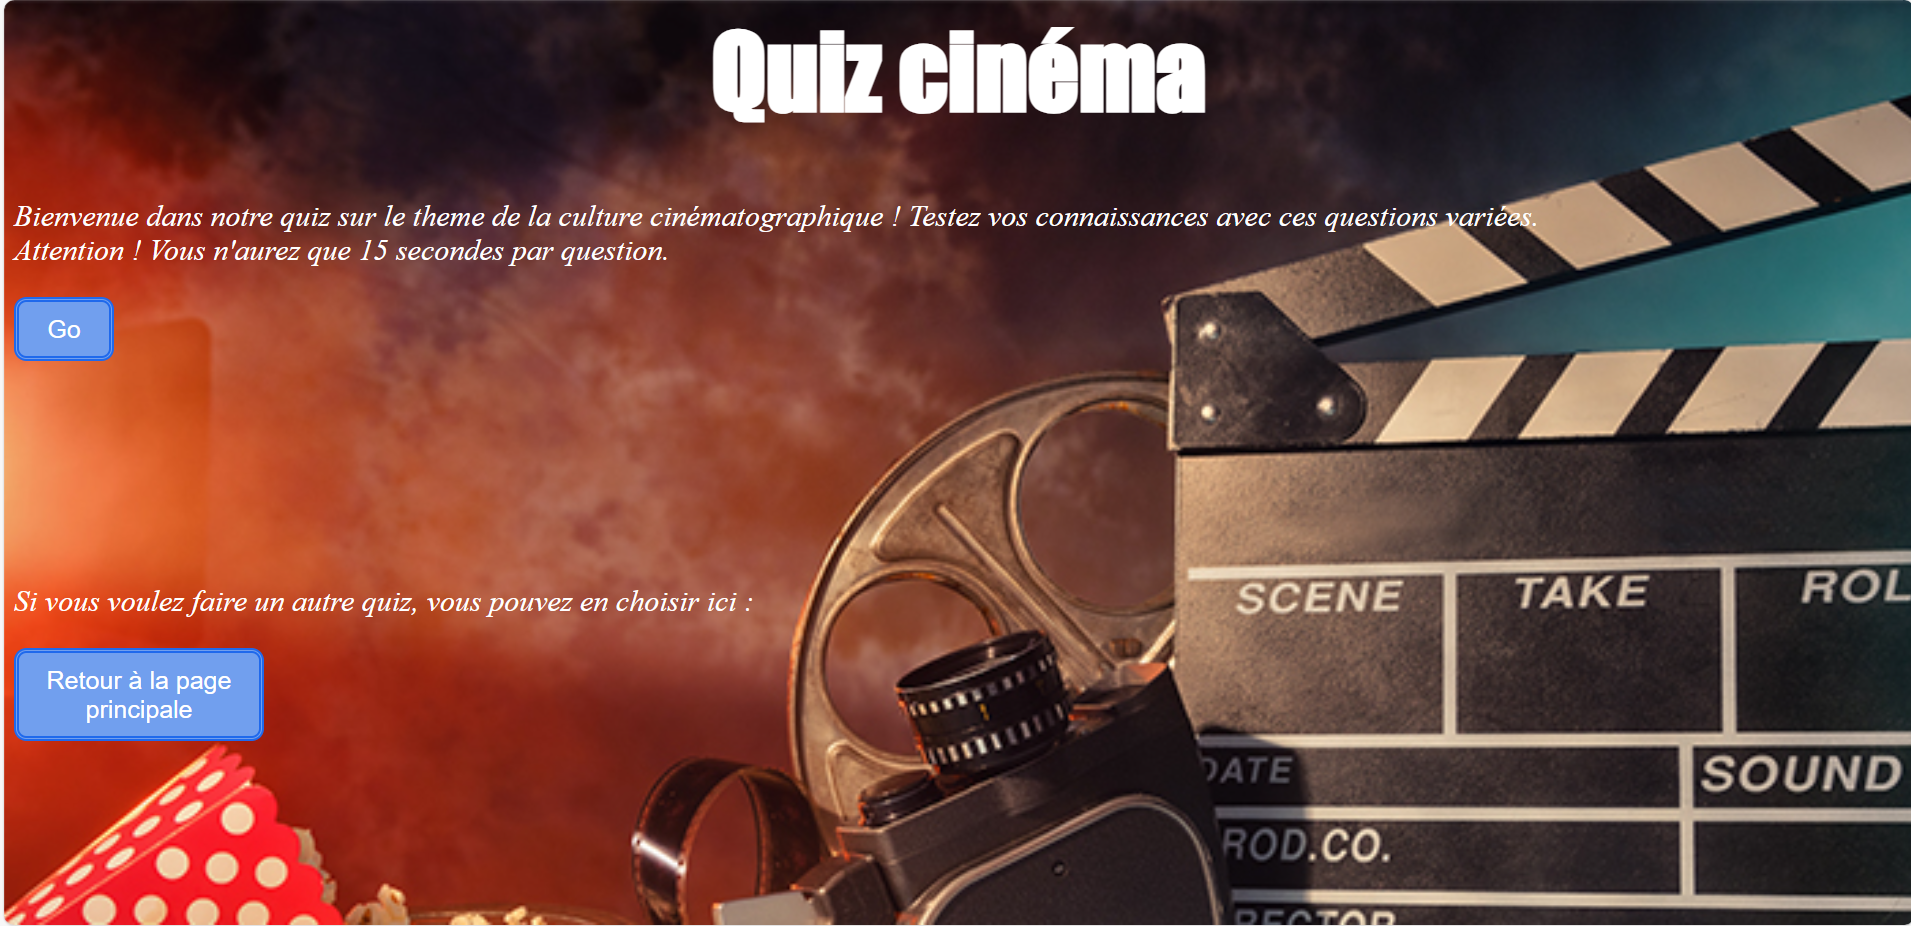 Quiz cinéma
Bienvenue dans notre quiz sur le theme de la culture cinématographique ! Testez vos connaissances avec ces questions variées.
Attention ! Vous n'aurez que 15 secondes par question.
Go
Si vous voulez faire un autre quiz, vous pouvez en choisir ici :
Retour à la page
principale
SCENE TAKE ROL
DATE SOUND
ROD.CO.
RECTOR